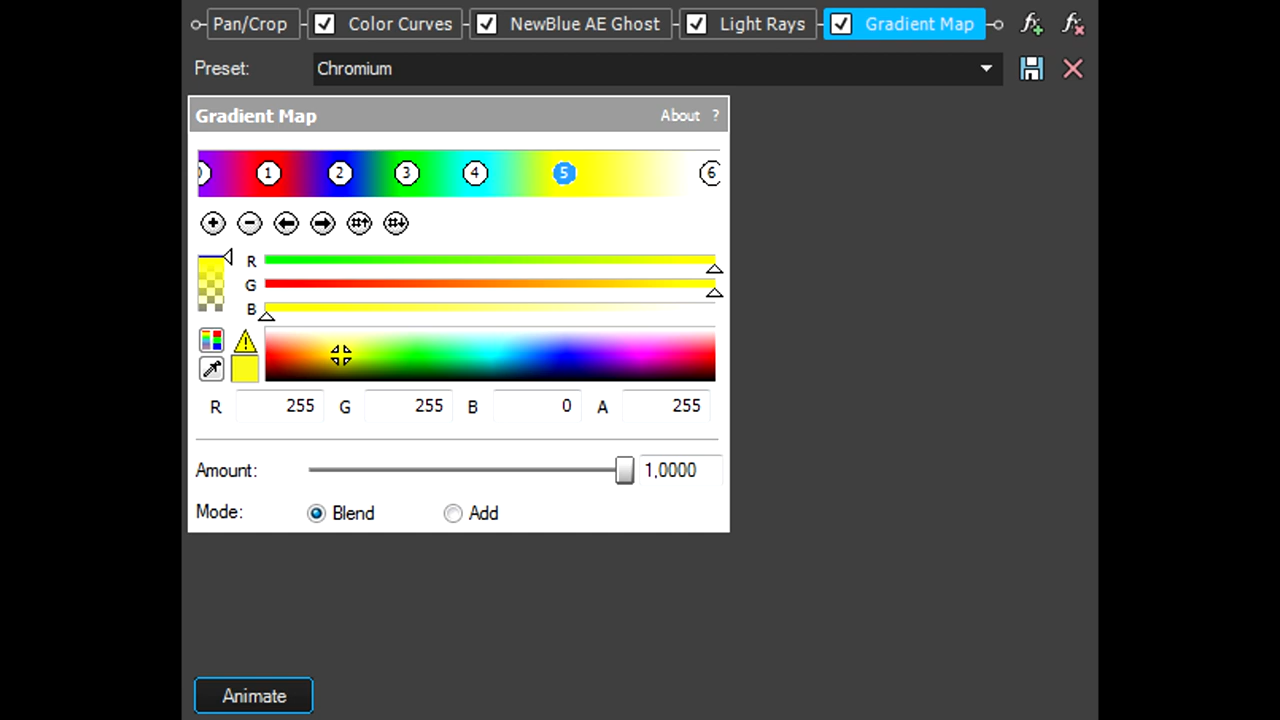 Pan/Crop Color Curves NewBlue AE Ghost Light Rays Gradient Map
Preset: Chromium
Gradient Map About ?
1 2 3 4 5 6
R
G
B
R 255 G 255 B 0 A 255
Amount: 1,0000
Mode: Blend Add
Animate